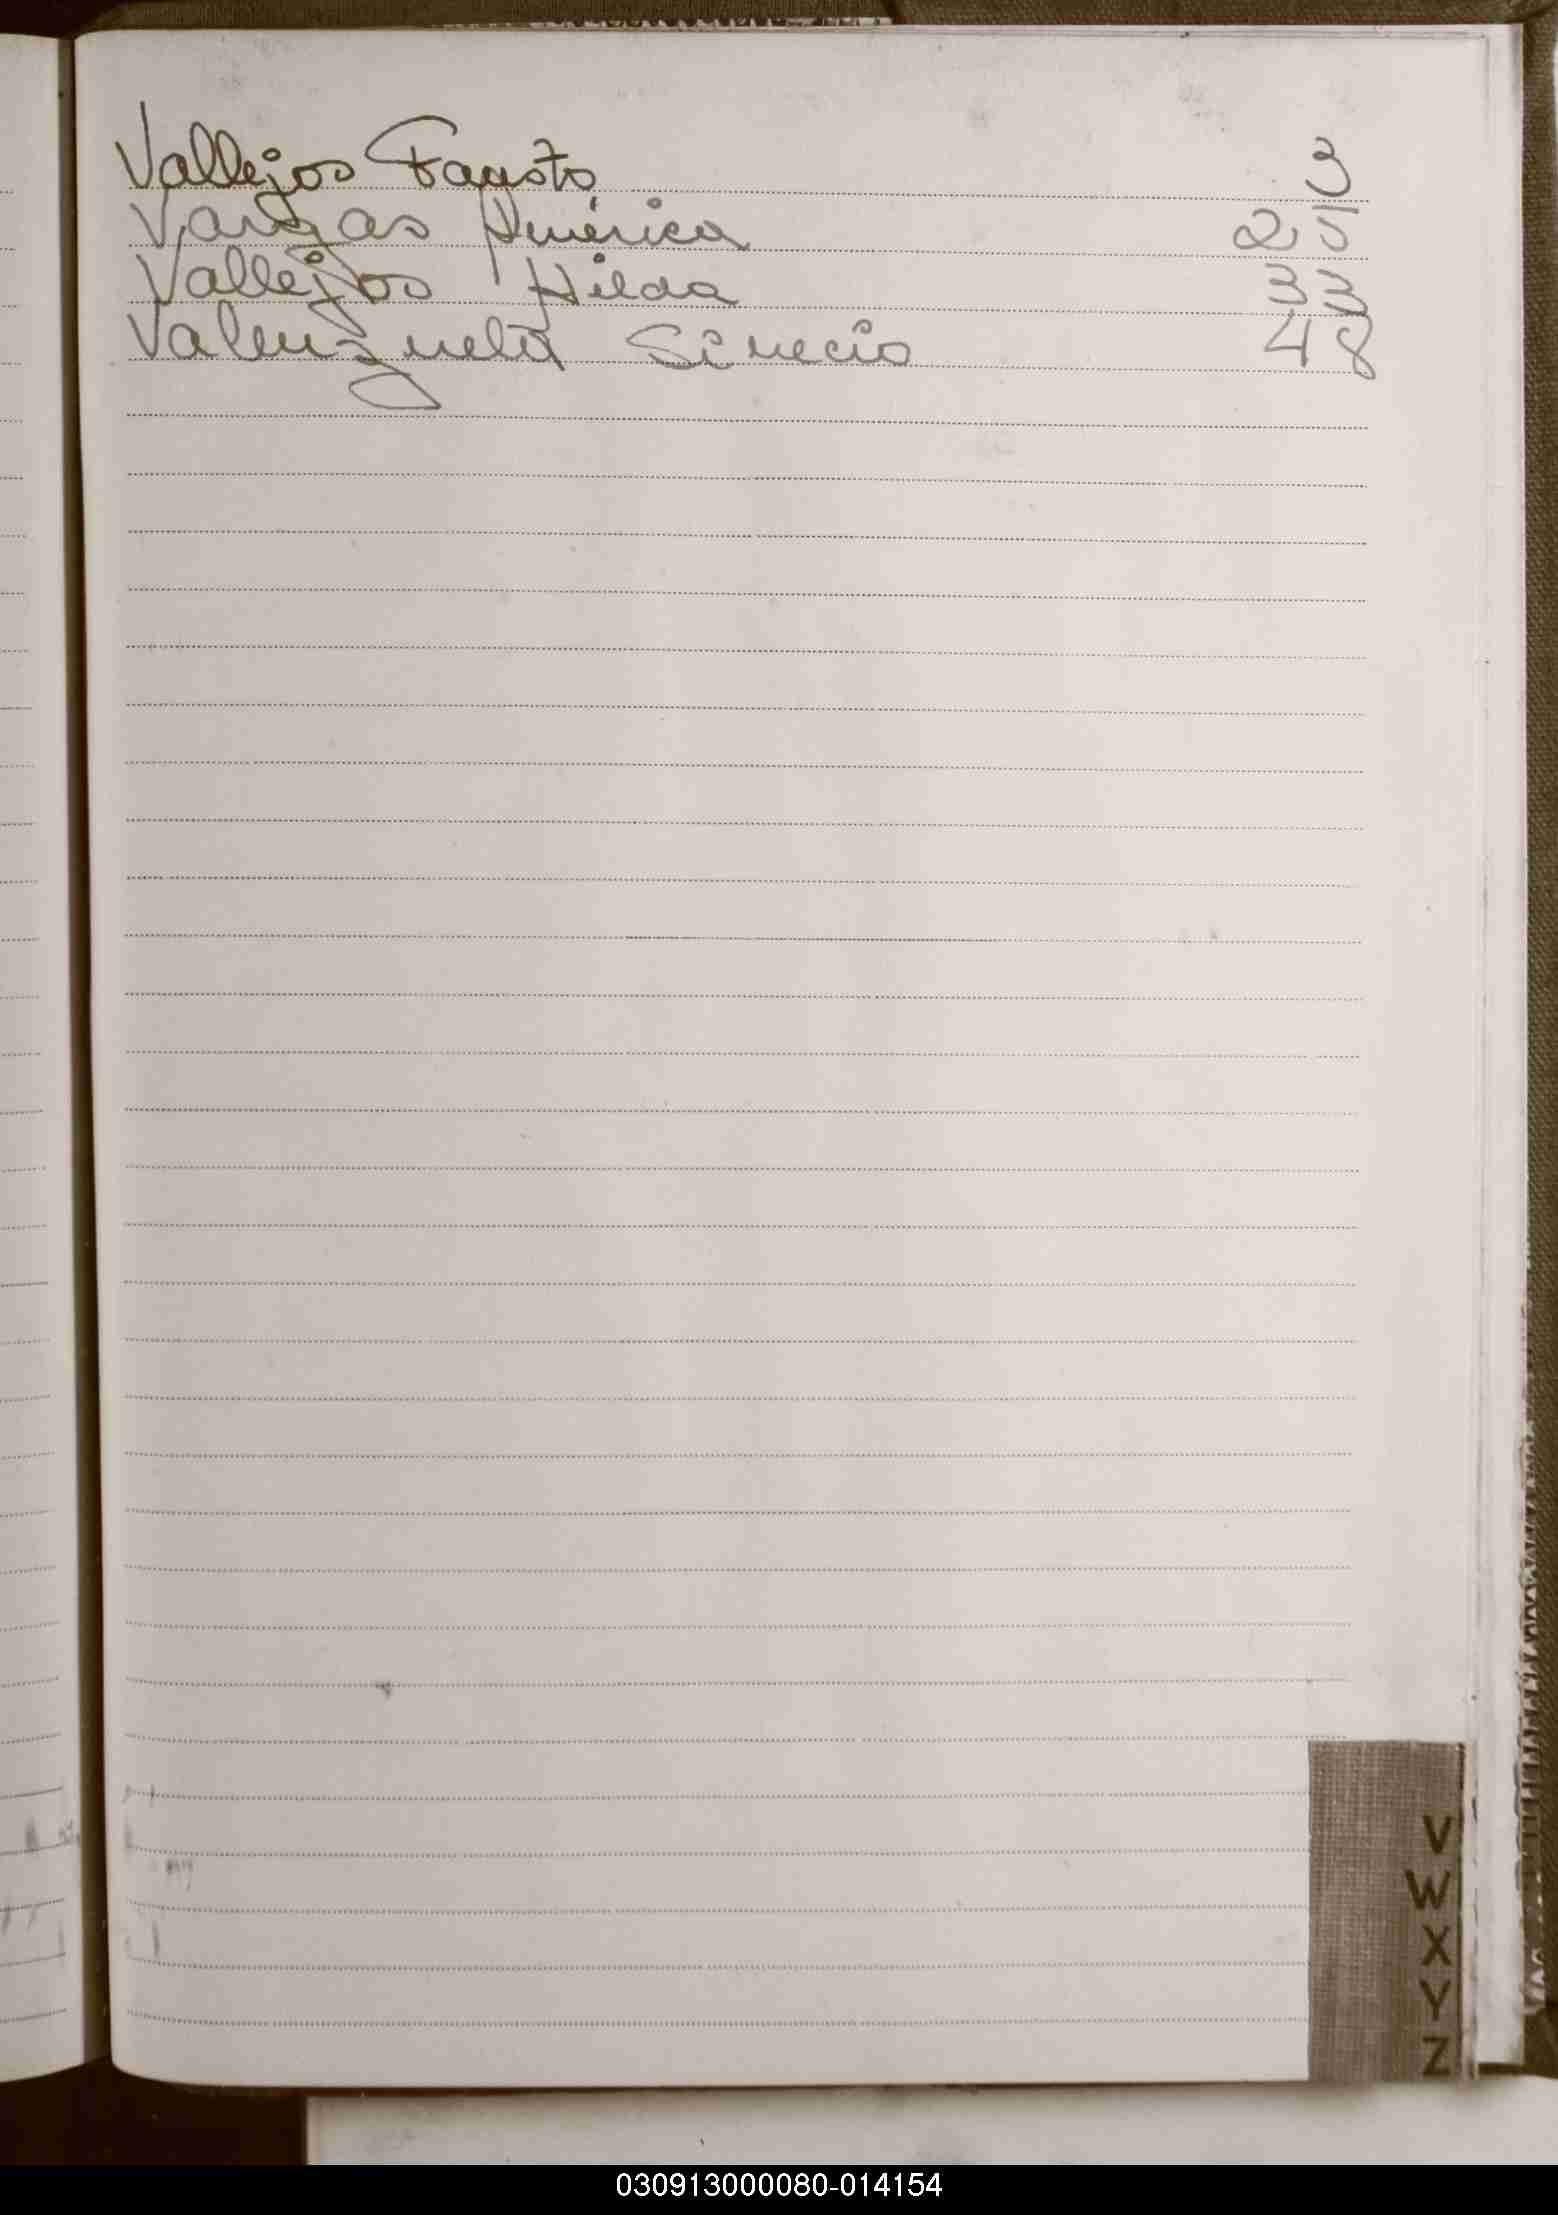 Vallejos Fausto 3
Vargas América 25
Vallejos Hilda 33
Valenzuela Sinecio 48
V
W
X
Y
Z
030913000080-014154